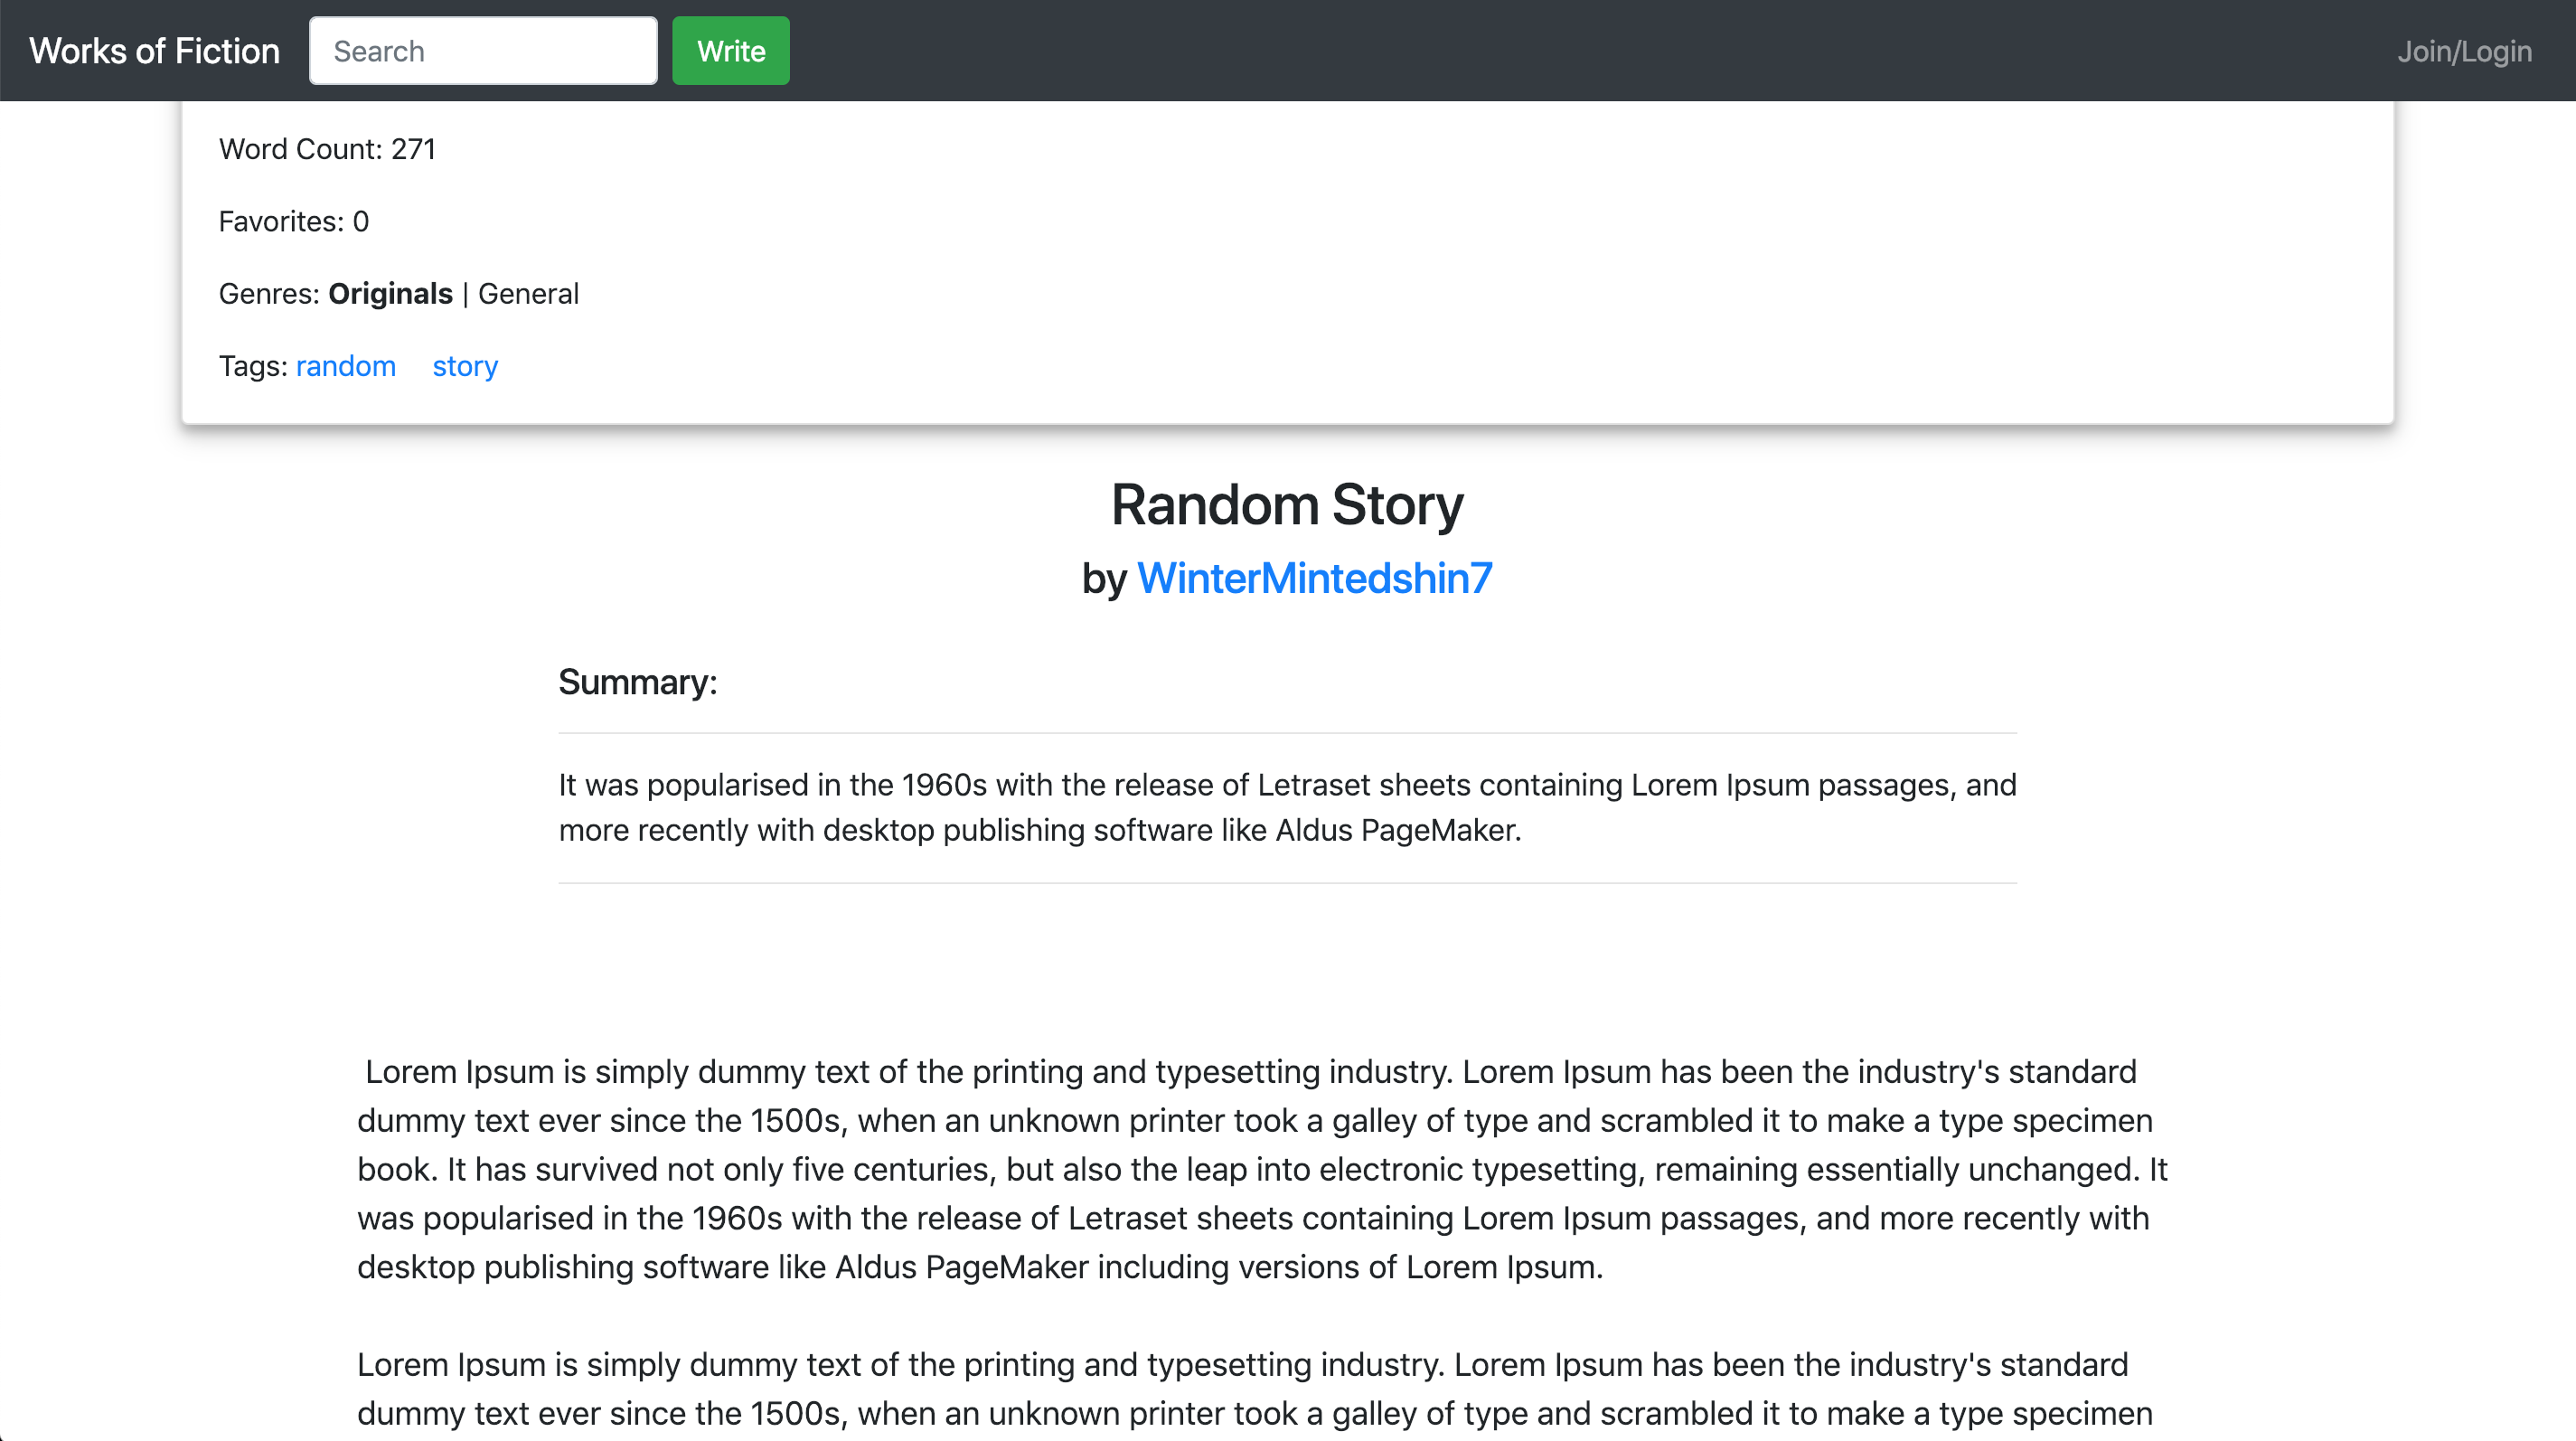 Works of Fiction Search Write Join/Login
Word Count: 271
Favorites: 0
Genres: Originals | General
Tags: random story
Random Story
by WinterMintedshin7
Summary:
It was popularised in the 1960s with the release of Letraset sheets containing Lorem Ipsum passages, and
more recently with desktop publishing software like Aldus PageMaker.
Lorem Ipsum is simply dummy text of the printing and typesetting industry. Lorem Ipsum has been the industry's standard
dummy text ever since the 1500s, when an unknown printer took a galley of type and scrambled it to make a type specimen
book. It has survived not only five centuries, but also the leap into electronic typesetting, remaining essentially unchanged. It
was popularised in the 1960s with the release of Letraset sheets containing Lorem Ipsum passages, and more recently with
desktop publishing software like Aldus PageMaker including versions of Lorem Ipsum.
Lorem Ipsum is simply dummy text of the printing and typesetting industry. Lorem Ipsum has been the industry's standard
dummy text ever since the 1500s, when an unknown printer took a galley of type and scrambled it to make a type specimen